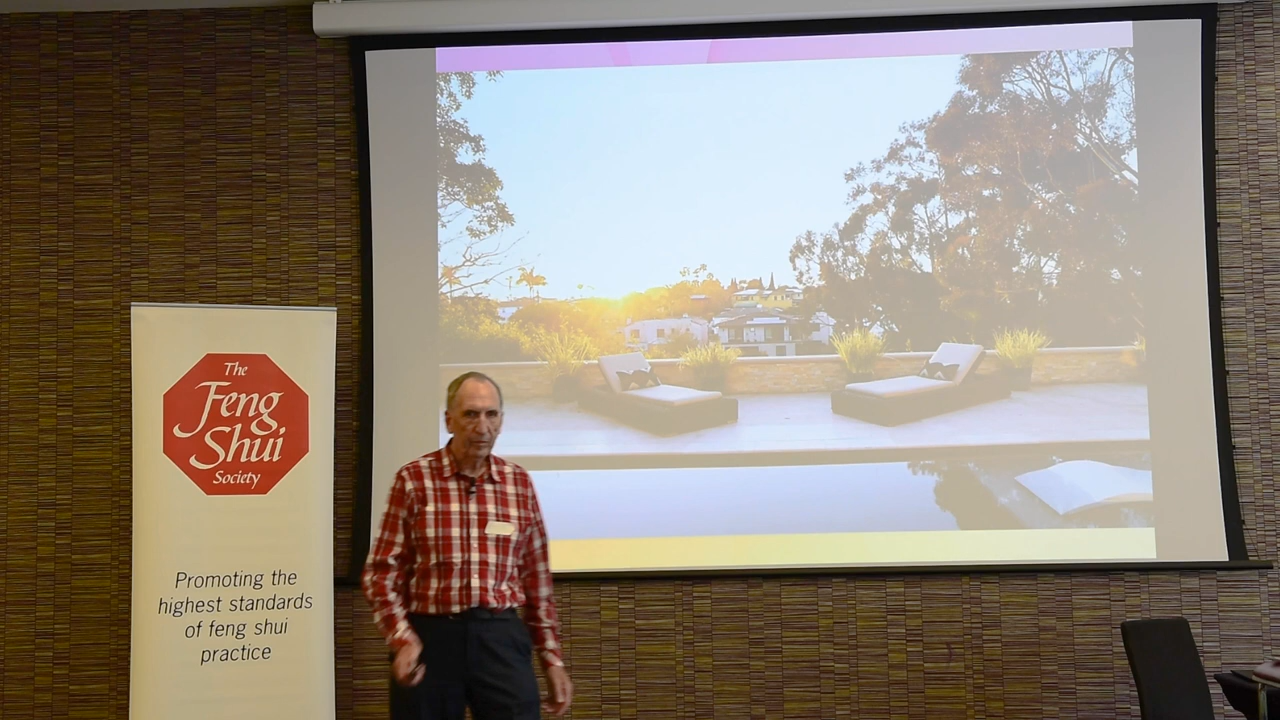 The
Feng
Shui
Society
Promoting the
highest standards
of feng shui
practice